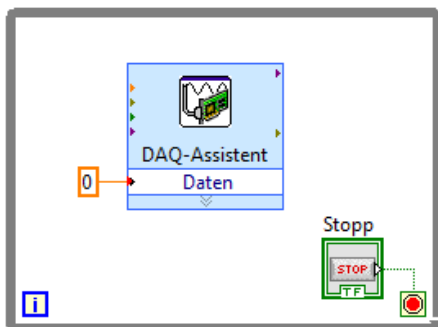 DAQ-Assistent
0
Daten
Stopp
STOP
TF
i